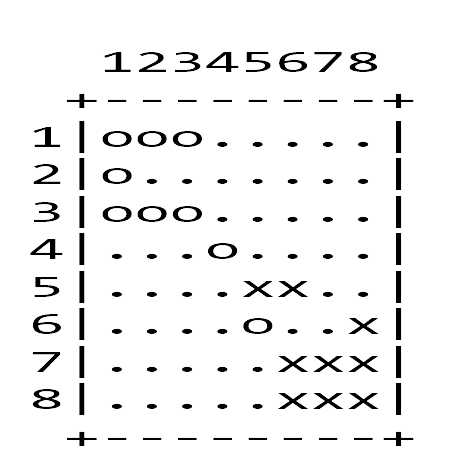 12345678
+--------+
1|ooo.....|
2|o.......|
3|ooo.....|
4|...o....|
5|....xx..|
6|....o..x|
7|.....xxx|
8|.....xxx|
+--------+